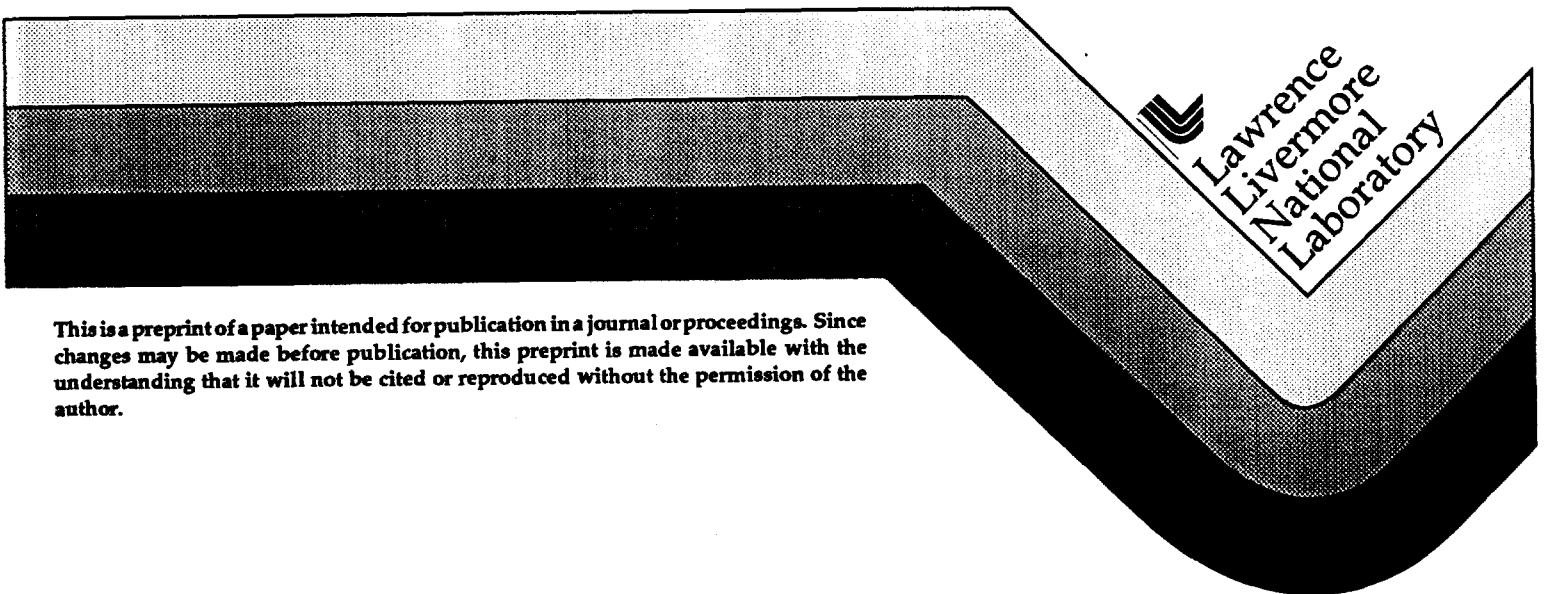 Lawrence
Livermore
National
Laboratory
This is a preprint of a paper intended for publication in a journal or proceedings. Since
changes may be made before publication, this preprint is made available with the
understanding that it will not be cited or reproduced without the permission of the
author.